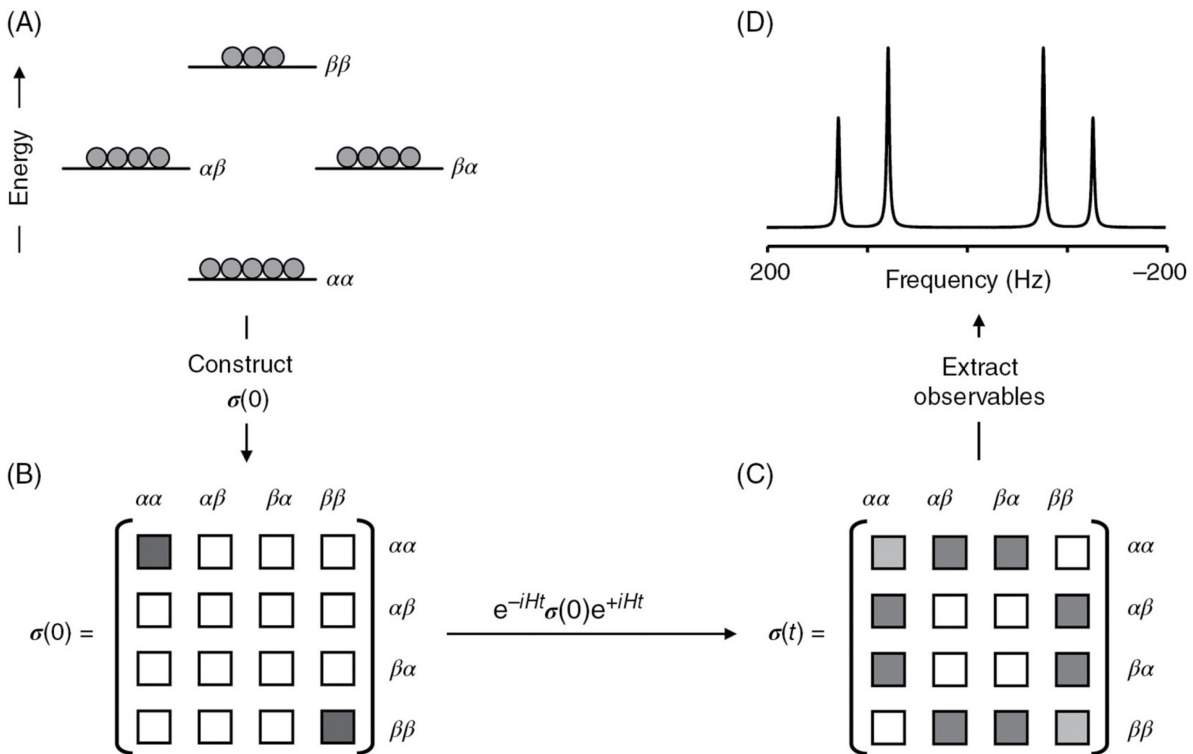 (A)
ββ
Energy
αβ
βα
αα
Construct
σ(0)
(B)
αα αβ βα ββ
αα
αβ
σ(0) =
βα
ββ
e−iHtσ(0)e+iHt
(C)
αα αβ βα ββ
αα
αβ
σ(t) =
βα
ββ
Extract
observables
(D)
200
−200
Frequency (Hz)